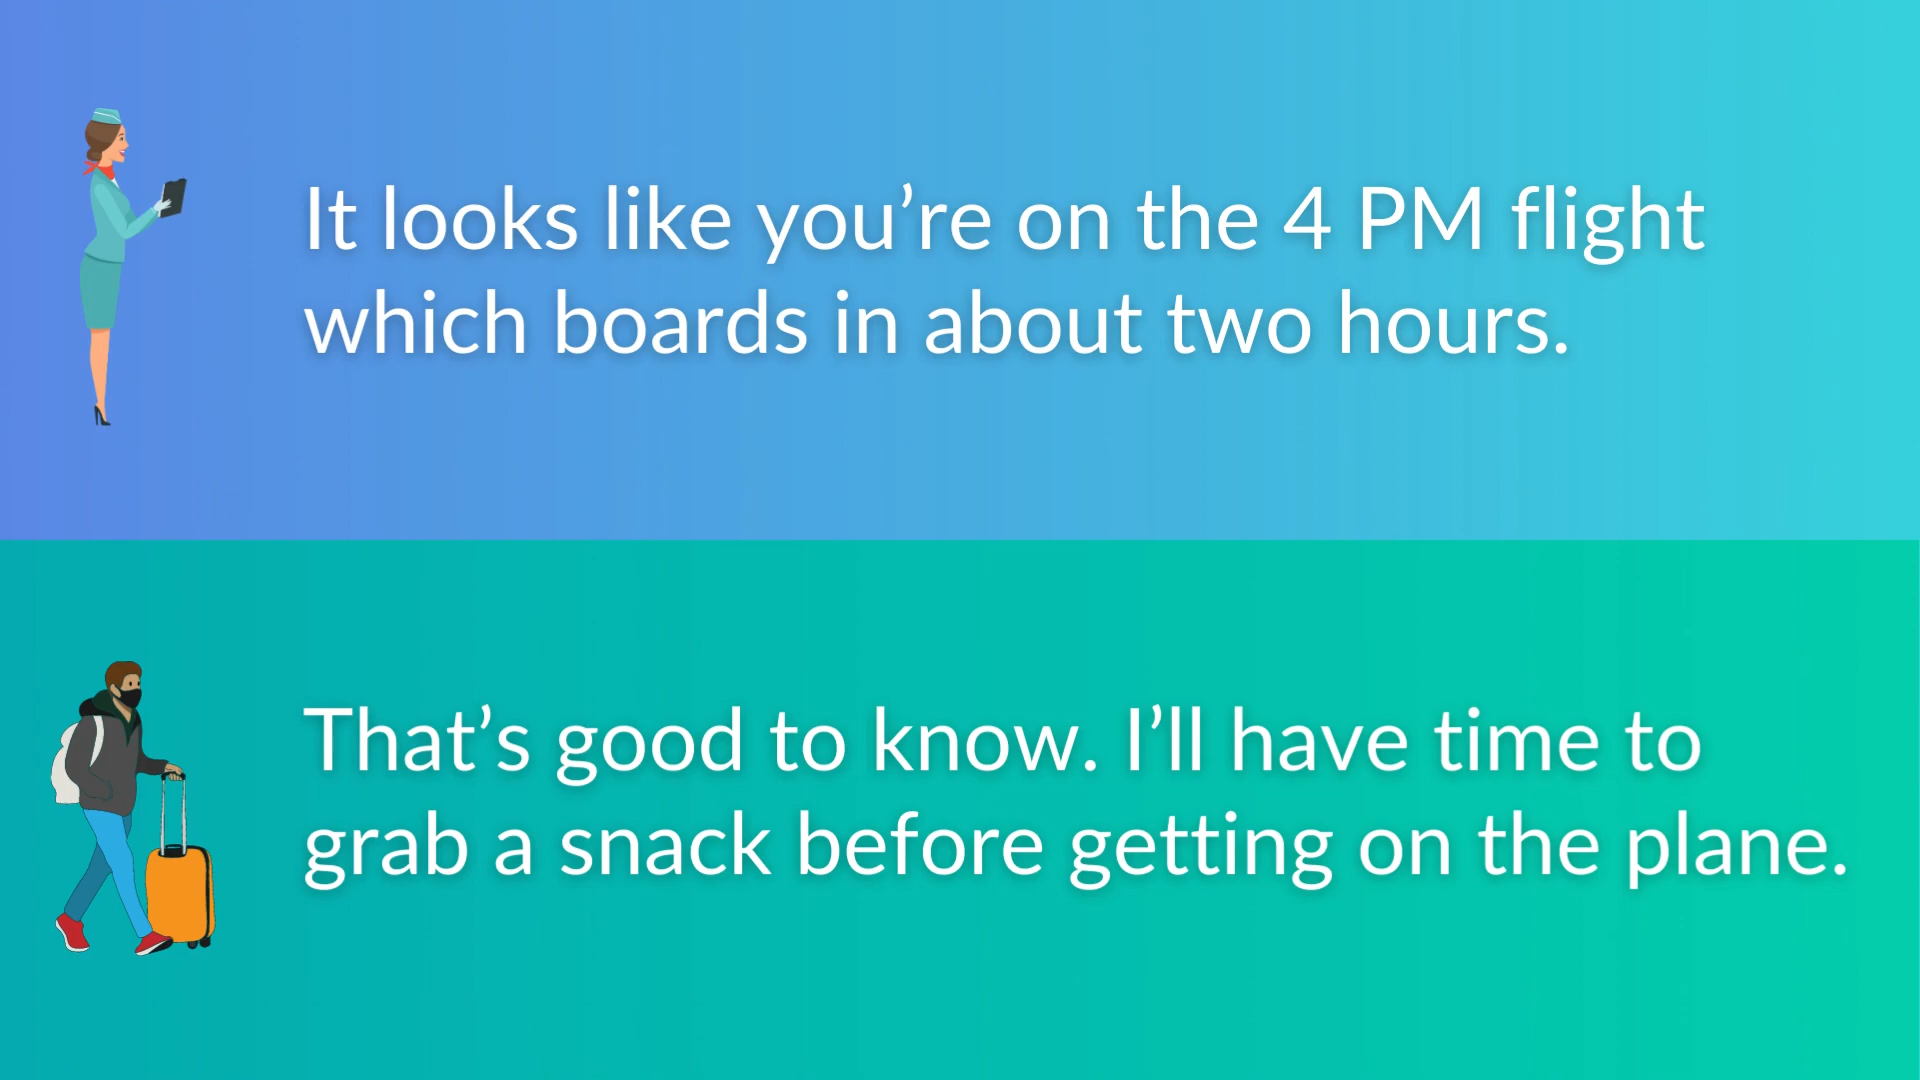 It looks like you’re on the 4 PM flight
which boards in about two hours.
That’s good to know. I’ll have time to
grab a snack before getting on the plane.